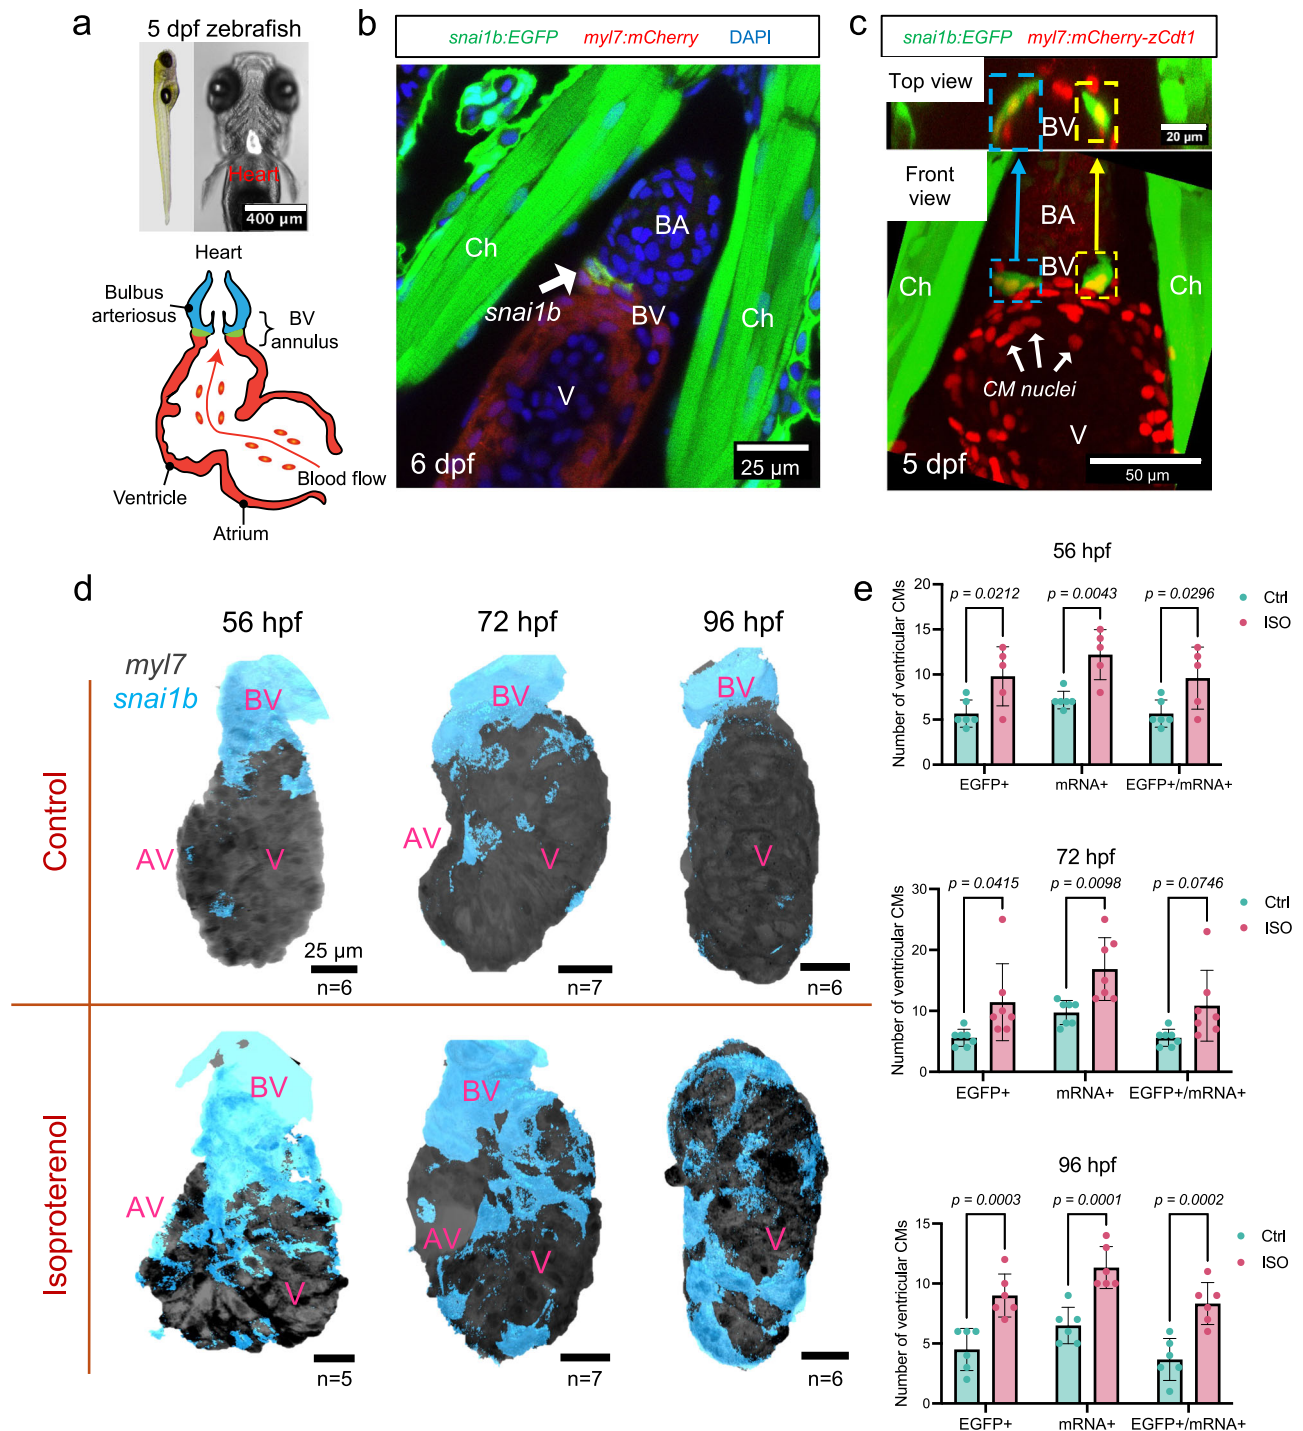 a
5 dpf zebrafish
Heart
400 µm
Heart
Bulbus
arteriosus
BV
annulus
Blood flow
Ventricle
Atrium
b
snai1b:EGFP myl7:mCherry DAPI
BA
Ch
snai1b
BV
Ch
V
6 dpf
25 µm
c
snai1b:EGFP myl7:mCherry-zCdt1
Top view
BV
20 µm
Front
view
BA
BV
Ch
Ch
CM nuclei
V
5 dpf
50 µm
d
56 hpf
72 hpf
96 hpf
myl7
snai1b
Control
BV
AV
V
25 µm
n=6
BV
AV
V
n=7
BV
V
n=6
Isoproterenol
BV
AV
V
n=5
BV
AV
V
n=7
V
n=6
e
56 hpf
Number of ventricular CMs
20
15
10
5
0
p = 0.0212
p = 0.0043
p = 0.0296
Ctrl
ISO
EGFP+
mRNA+
EGFP+/mRNA+
72 hpf
Number of ventricular CMs
30
20
10
0
p = 0.0415
p = 0.0098
p = 0.0746
Ctrl
ISO
EGFP+
mRNA+
EGFP+/mRNA+
96 hpf
Number of ventricular CMs
15
10
5
0
p = 0.0003
p = 0.0001
p = 0.0002
Ctrl
ISO
EGFP+
mRNA+
EGFP+/mRNA+